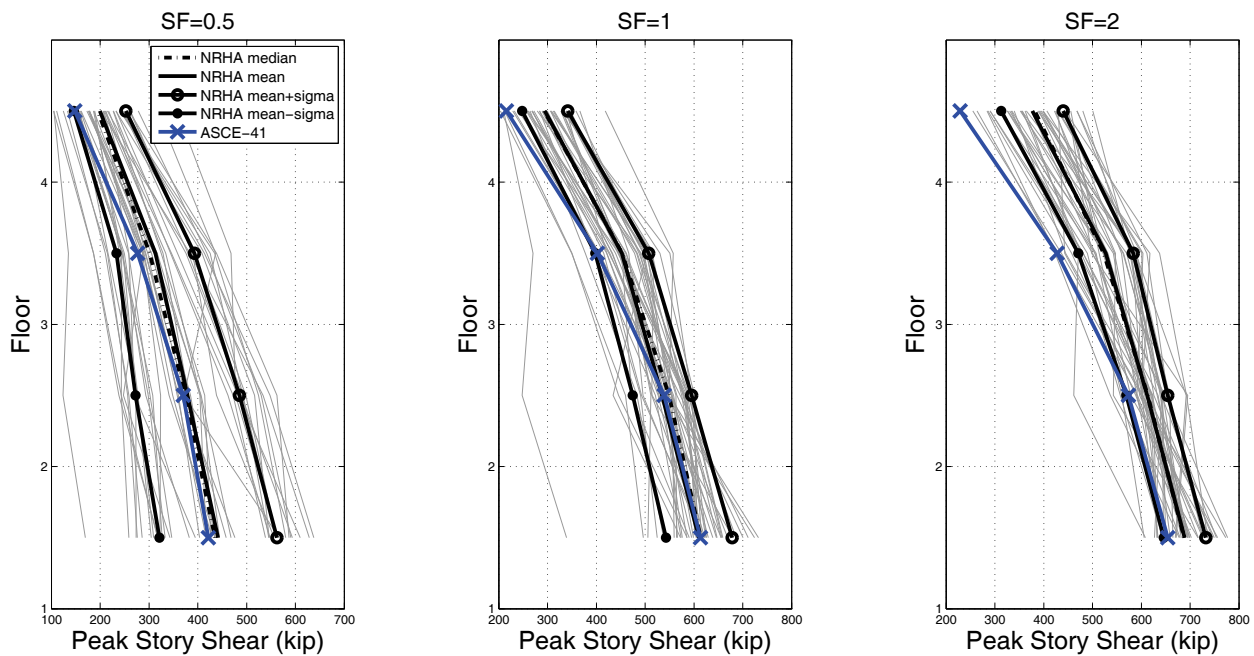 SF=0.5
NRHA median
NRHA mean
NRHA mean+sigma
NRHA mean−sigma
ASCE−41
4
3
2
1
100 200 300 400 500 600 700
Floor
Peak Story Shear (kip)
SF=1
4
3
2
1
200 300 400 500 600 700 800
Floor
Peak Story Shear (kip)
SF=2
4
3
2
1
200 300 400 500 600 700 800
Floor
Peak Story Shear (kip)